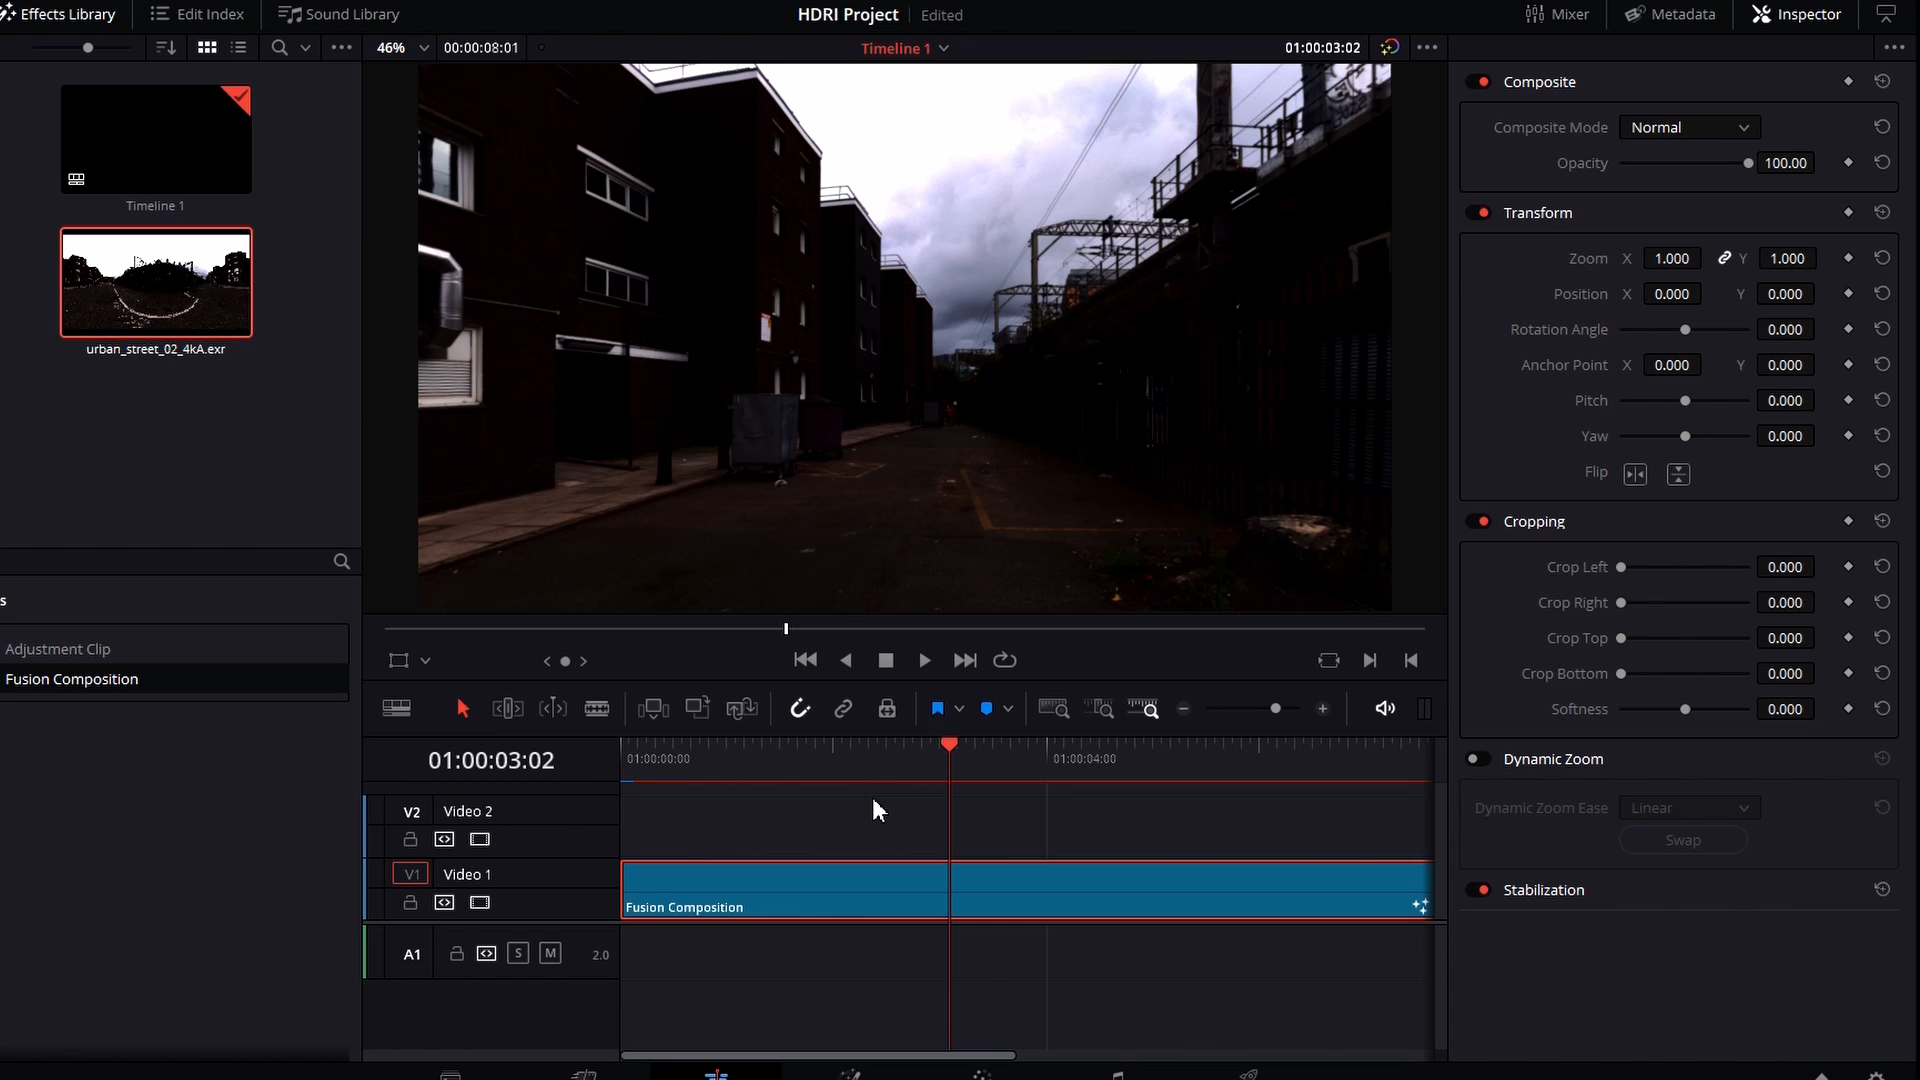 Effects Library
Edit Index
Sound Library
HDRI Project
Edited
Mixer
Metadata
Inspector
46%
00:00:08:01
Timeline 1
01:00:03:02
Timeline 1
urban_street_02_4kA.exr
s
Adjustment Clip
Fusion Composition
Composite
Composite Mode
Normal
Opacity
100.00
Transform
Zoom X 1.000 Y 1.000
Position X 0.000 Y 0.000
Rotation Angle 0.000
Anchor Point X 0.000 Y 0.000
Pitch 0.000
Yaw 0.000
Flip
Cropping
Crop Left 0.000
Crop Right 0.000
Crop Top 0.000
Crop Bottom 0.000
Softness 0.000
Dynamic Zoom
Dynamic Zoom Ease Linear
Swap
Stabilization
01:00:03:02
01:00:00:00
01:00:04:00
V2 Video 2
V1 Video 1
Fusion Composition
A1 S M 2.0